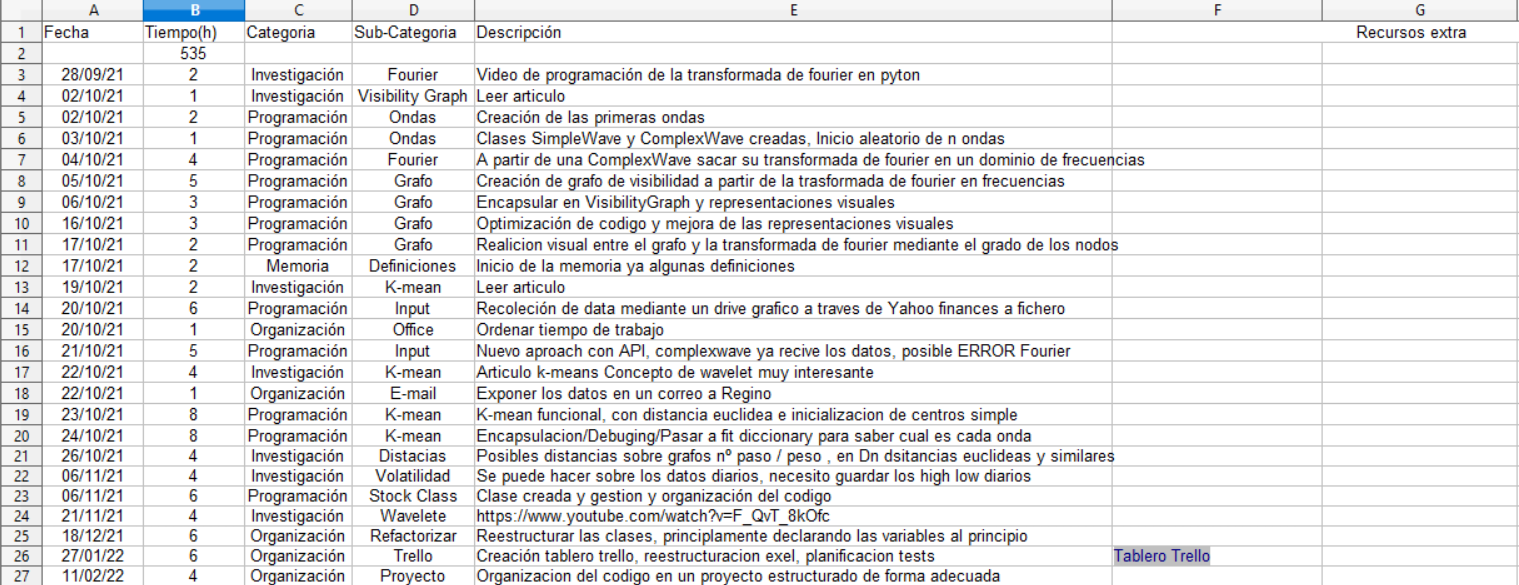 A B C D E F G
1 Fecha Tiempo(h) Categoria Sub-Categoria Descripción Recursos extra
2 535
3 28/09/21 2 Investigación Fourier Video de programación de la transformada de fourier en pyton
4 02/10/21 1 Investigación Visibility Graph Leer articulo
5 02/10/21 2 Programación Ondas Creación de las primeras ondas
6 03/10/21 1 Programación Ondas Clases SimpleWave y ComplexWave creadas, Inicio aleatorio de n ondas
7 04/10/21 4 Programación Fourier A partir de una ComplexWave sacar su transformada de fourier en un dominio de frecuencias
8 05/10/21 5 Programación Grafo Creación de grafo de visibilidad a partir de la trasformada de fourier en frecuencias
9 06/10/21 3 Programación Grafo Encapsular en VisibilityGraph y representaciones visuales
10 16/10/21 3 Programación Grafo Optimización de codigo y mejora de las representaciones visuales
11 17/10/21 2 Programación Grafo Realicion visual entre el grafo y la transformada de fourier mediante el grado de los nodos
12 17/10/21 2 Memoria Definiciones Inicio de la memoria ya algunas definiciones
13 19/10/21 2 Investigación K-mean Leer articulo
14 20/10/21 6 Programación Input Recoleción de data mediante un drive grafico a traves de Yahoo finances a fichero
15 20/10/21 1 Organización Office Ordenar tiempo de trabajo
16 21/10/21 5 Programación Input Nuevo aproach con API, complexwave ya recive los datos, posible ERROR Fourier
17 22/10/21 4 Investigación K-mean Articulo k-means Concepto de wavelet muy interesante
18 22/10/21 1 Organización E-mail Exponer los datos en un correo a Regino
19 23/10/21 8 Programación K-mean K-mean funcional, con distancia euclidea e inicializacion de centros simple
20 24/10/21 8 Programación K-mean Encapsulacion/Debuging/Pasar a fit diccionary para saber cual es cada onda
21 26/10/21 4 Investigación Distacias Posibles distancias sobre grafos nº paso / peso , en Dn dsitancias euclideas y similares
22 06/11/21 4 Investigación Volatilidad Se puede hacer sobre los datos diarios, necesito guardar los high low diarios
23 06/11/21 6 Programación Stock Class Clase creada y gestion y organización del codigo
24 21/11/21 4 Investigación Wavelete https://www.youtube.com/watch?v=F_QvT_8kOfc
25 18/12/21 6 Organización Refactorizar Reestructurar las clases, principlamente declarando las variables al principio
26 27/01/22 6 Organización Trello Creación tablero trello, reestructuracion exel, planificacion tests Tablero Trello
27 11/02/22 4 Organización Proyecto Organizacion del codigo en un proyecto estructurado de forma adecuada